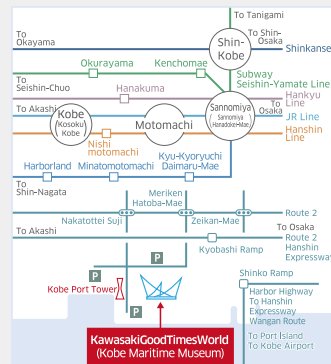 To Tanigami
To
Okayama
Shin-
Kobe
To Shin-
Osaka
Shinkanse
Okurayama
Kenchomae
To
Seishin-Chuo
Subway
Seishin-Yamate Line
Hanakuma
Hankyu
Line
To Akashi
Kobe
(Kosoku
Kobe)
Motomachi
Sannomiya
(Sannomiya
Hanadoke-Mae)
To
Osaka
JR Line
Nishi
motomachi
Hanshin
Line
Harborland
Minatomotomachi
Kyu-Kyoryuchi
Daimaru-Mae
To
Shin-Nagata
Meriken
Hatoba-Mae
Nakatottei Suji
Zeikan-Mae
Route 2
To Akashi
To Osaka
Kyobashi Ramp
Route 2
Hanshin
Expressway
P
P
Kobe Port Tower
P
Shinko Ramp
Harbor Highway
To Hanshin
Expressway
Wangan Route
To Port Island
To Kobe Airport
KawasakiGoodTimesWorld
(Kobe Maritime Museum)